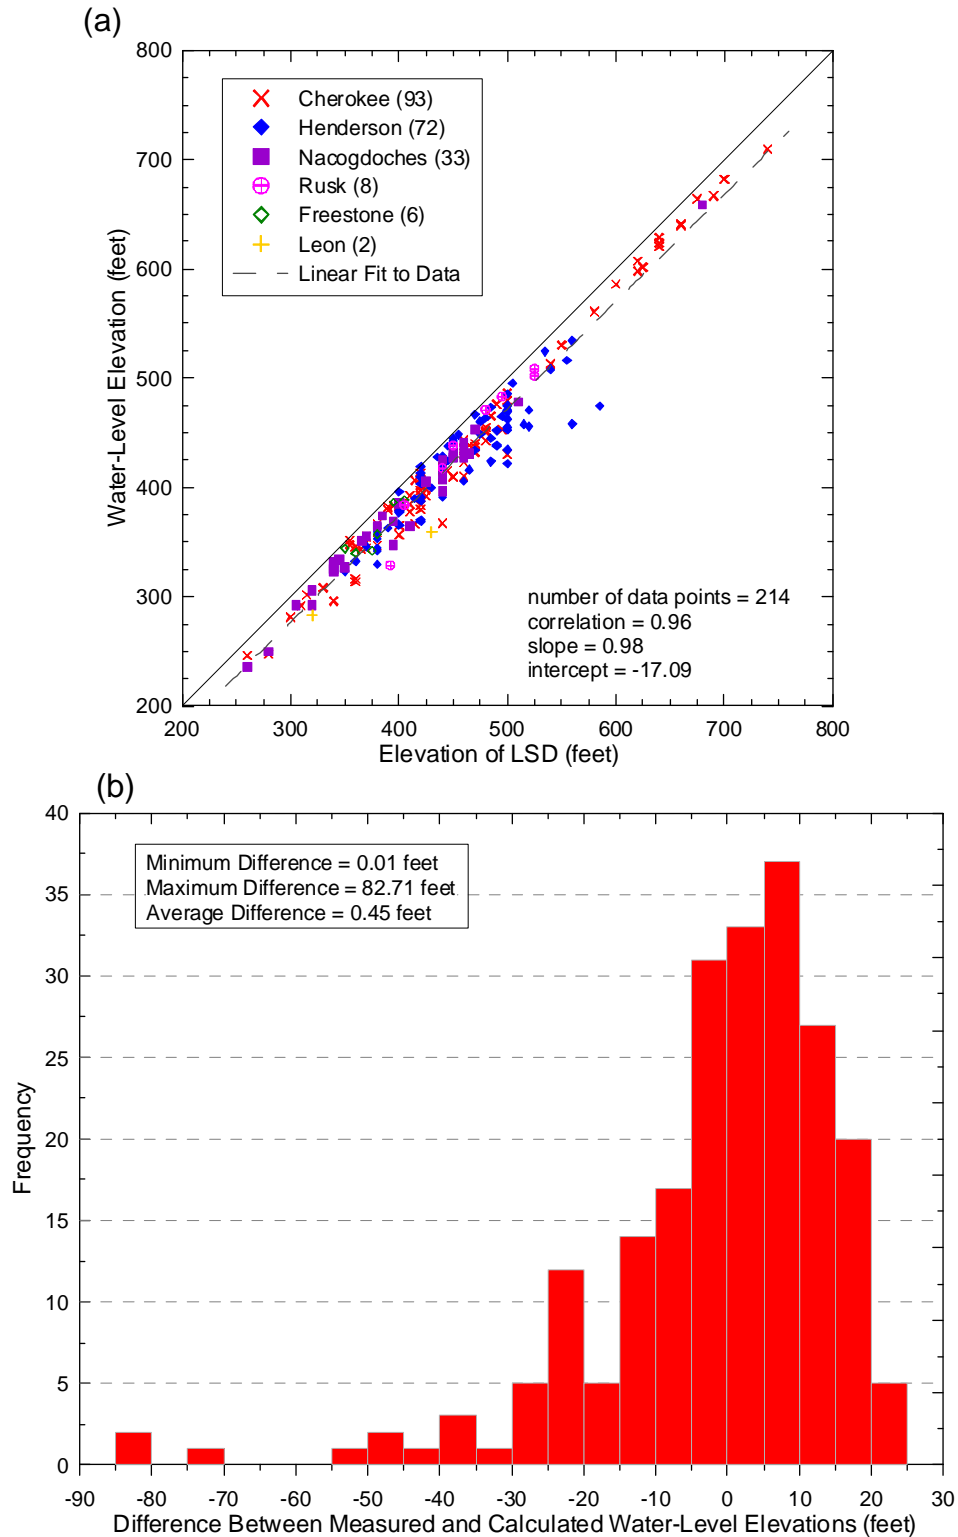 (a)
800
700
600
500
400
300
200
Water-Level Elevation (feet)
Cherokee (93)
Henderson (72)
Nacogdoches (33)
Rusk (8)
Freestone (6)
Leon (2)
Linear Fit to Data
number of data points = 214
correlation = 0.96
slope = 0.98
intercept = -17.09
200 300 400 500 600 700 800
Elevation of LSD (feet)
(b)
40
35
30
25
20
15
10
5
0
Frequency
Minimum Difference = 0.01 feet
Maximum Difference = 82.71 feet
Average Difference = 0.45 feet
-90 -80 -70 -60 -50 -40 -30 -20 -10 0 10 20 30
Difference Between Measured and Calculated Water-Level Elevations (feet)